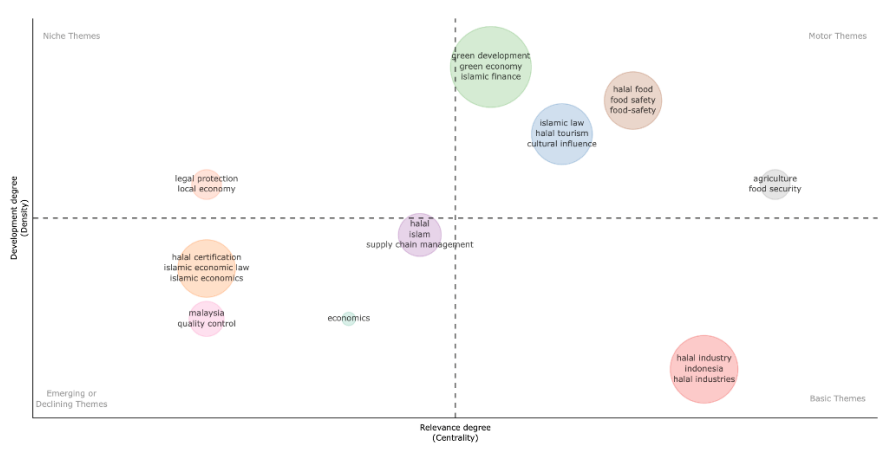 Niche Themes
Motor Themes
green development
green economy
islamic finance
halal food
food safety
food-safety
islamic law
halal tourism
cultural influence
legal protection
local economy
agriculture
food security
Development degree
(Density)
halal
islam
supply chain management
halal certification
islamic economic law
islamic economics
malaysia
quality control
economics
halal industry
indonesia
halal industries
Emerging or
Declining Themes
Basic Themes
Relevance degree
(Centrality)